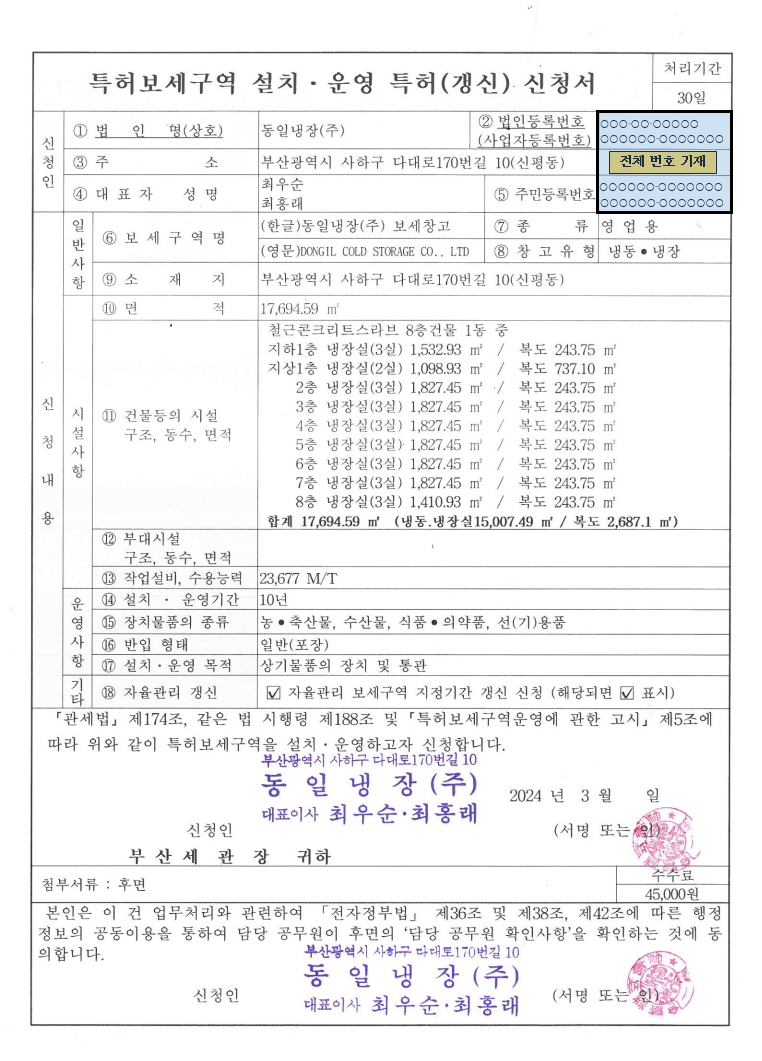 특허보세구역 설치·운영 특허(갱신) 신청서
처리기간
30일
신청인
① 법 인 명(상호)
동일냉장(주)
② 법인등록번호
(사업자등록번호)
○○○-○○-○○○○○
○○○○○○-○○○○○○○
③ 주 소
부산광역시 사하구 다대로170번길 10(신평동)
전체 번호 기재
④ 대 표 자 성 명
최우순
최홍래
⑤ 주민등록번호
○○○○○○-○○○○○○○
○○○○○○-○○○○○○○
신청내용
일반사항
⑥ 보 세 구 역 명
(한글)동일냉장(주) 보세창고
⑦ 종 류
영 업 용
(영문)DONGIL COLD STORAGE CO., LTD
⑧ 창 고 유 형
냉동●냉장
⑨ 소 재 지
부산광역시 사하구 다대로170번길 10(신평동)
시설사항
⑩ 면 적
17,694.59 ㎡
⑪ 건물등의 시설
구조, 동수, 면적
철근콘크리트스라브 8층건물 1동 중
지하1층 냉장실(3실) 1,532.93 ㎡ / 복도 243.75 ㎡
지상1층 냉장실(2실) 1,098.93 ㎡ / 복도 737.10 ㎡
2층 냉장실(3실) 1,827.45 ㎡ / 복도 243.75 ㎡
3층 냉장실(3실) 1,827.45 ㎡ / 복도 243.75 ㎡
4층 냉장실(3실) 1,827.45 ㎡ / 복도 243.75 ㎡
5층 냉장실(3실) 1,827.45 ㎡ / 복도 243.75 ㎡
6층 냉장실(3실) 1,827.45 ㎡ / 복도 243.75 ㎡
7층 냉장실(3실) 1,827.45 ㎡ / 복도 243.75 ㎡
8층 냉장실(3실) 1,410.93 ㎡ / 복도 243.75 ㎡
합계 17,694.59 ㎡ (냉동.냉장실15,007.49 ㎡ / 복도 2,687.1 ㎡)
⑫ 부대시설
구조, 동수, 면적
⑬ 작업설비, 수용능력
23,677 M/T
운영사항
⑭ 설치 · 운영기간
10년
⑮ 장치물품의 종류
농●축산물, 수산물, 식품●의약품, 선(기)용품
⑯ 반입 형태
일반(포장)
⑰ 설치·운영 목적
상기물품의 장치 및 통관
기타
⑱ 자율관리 갱신
☑ 자율관리 보세구역 지정기간 갱신 신청 (해당되면 ☑ 표시)
「관세법」제174조, 같은 법 시행령 제188조 및「특허보세구역운영에 관한 고시」제5조에
따라 위와 같이 특허보세구역을 설치·운영하고자 신청합니다.
부산광역시 사하구 다대로170번길 10
동 일 냉 장 (주)
2024 년 3 월 일
대표이사 최우순·최홍래
신청인
(서명 또는 인)
부 산 세 관 장 귀하
첨부서류 : 후면
수수료
45,000원
본인은 이 건 업무처리와 관련하여 「전자정부법」 제36조 및 제38조, 제42조에 따른 행정
정보의 공동이용을 통하여 담당 공무원이 후면의 '담당 공무원 확인사항'을 확인하는 것에 동
의합니다.
부산광역시 사하구 다대로170번길 10
동 일 냉 장 (주)
대표이사 최우순·최홍래
신청인
(서명 또는 인)